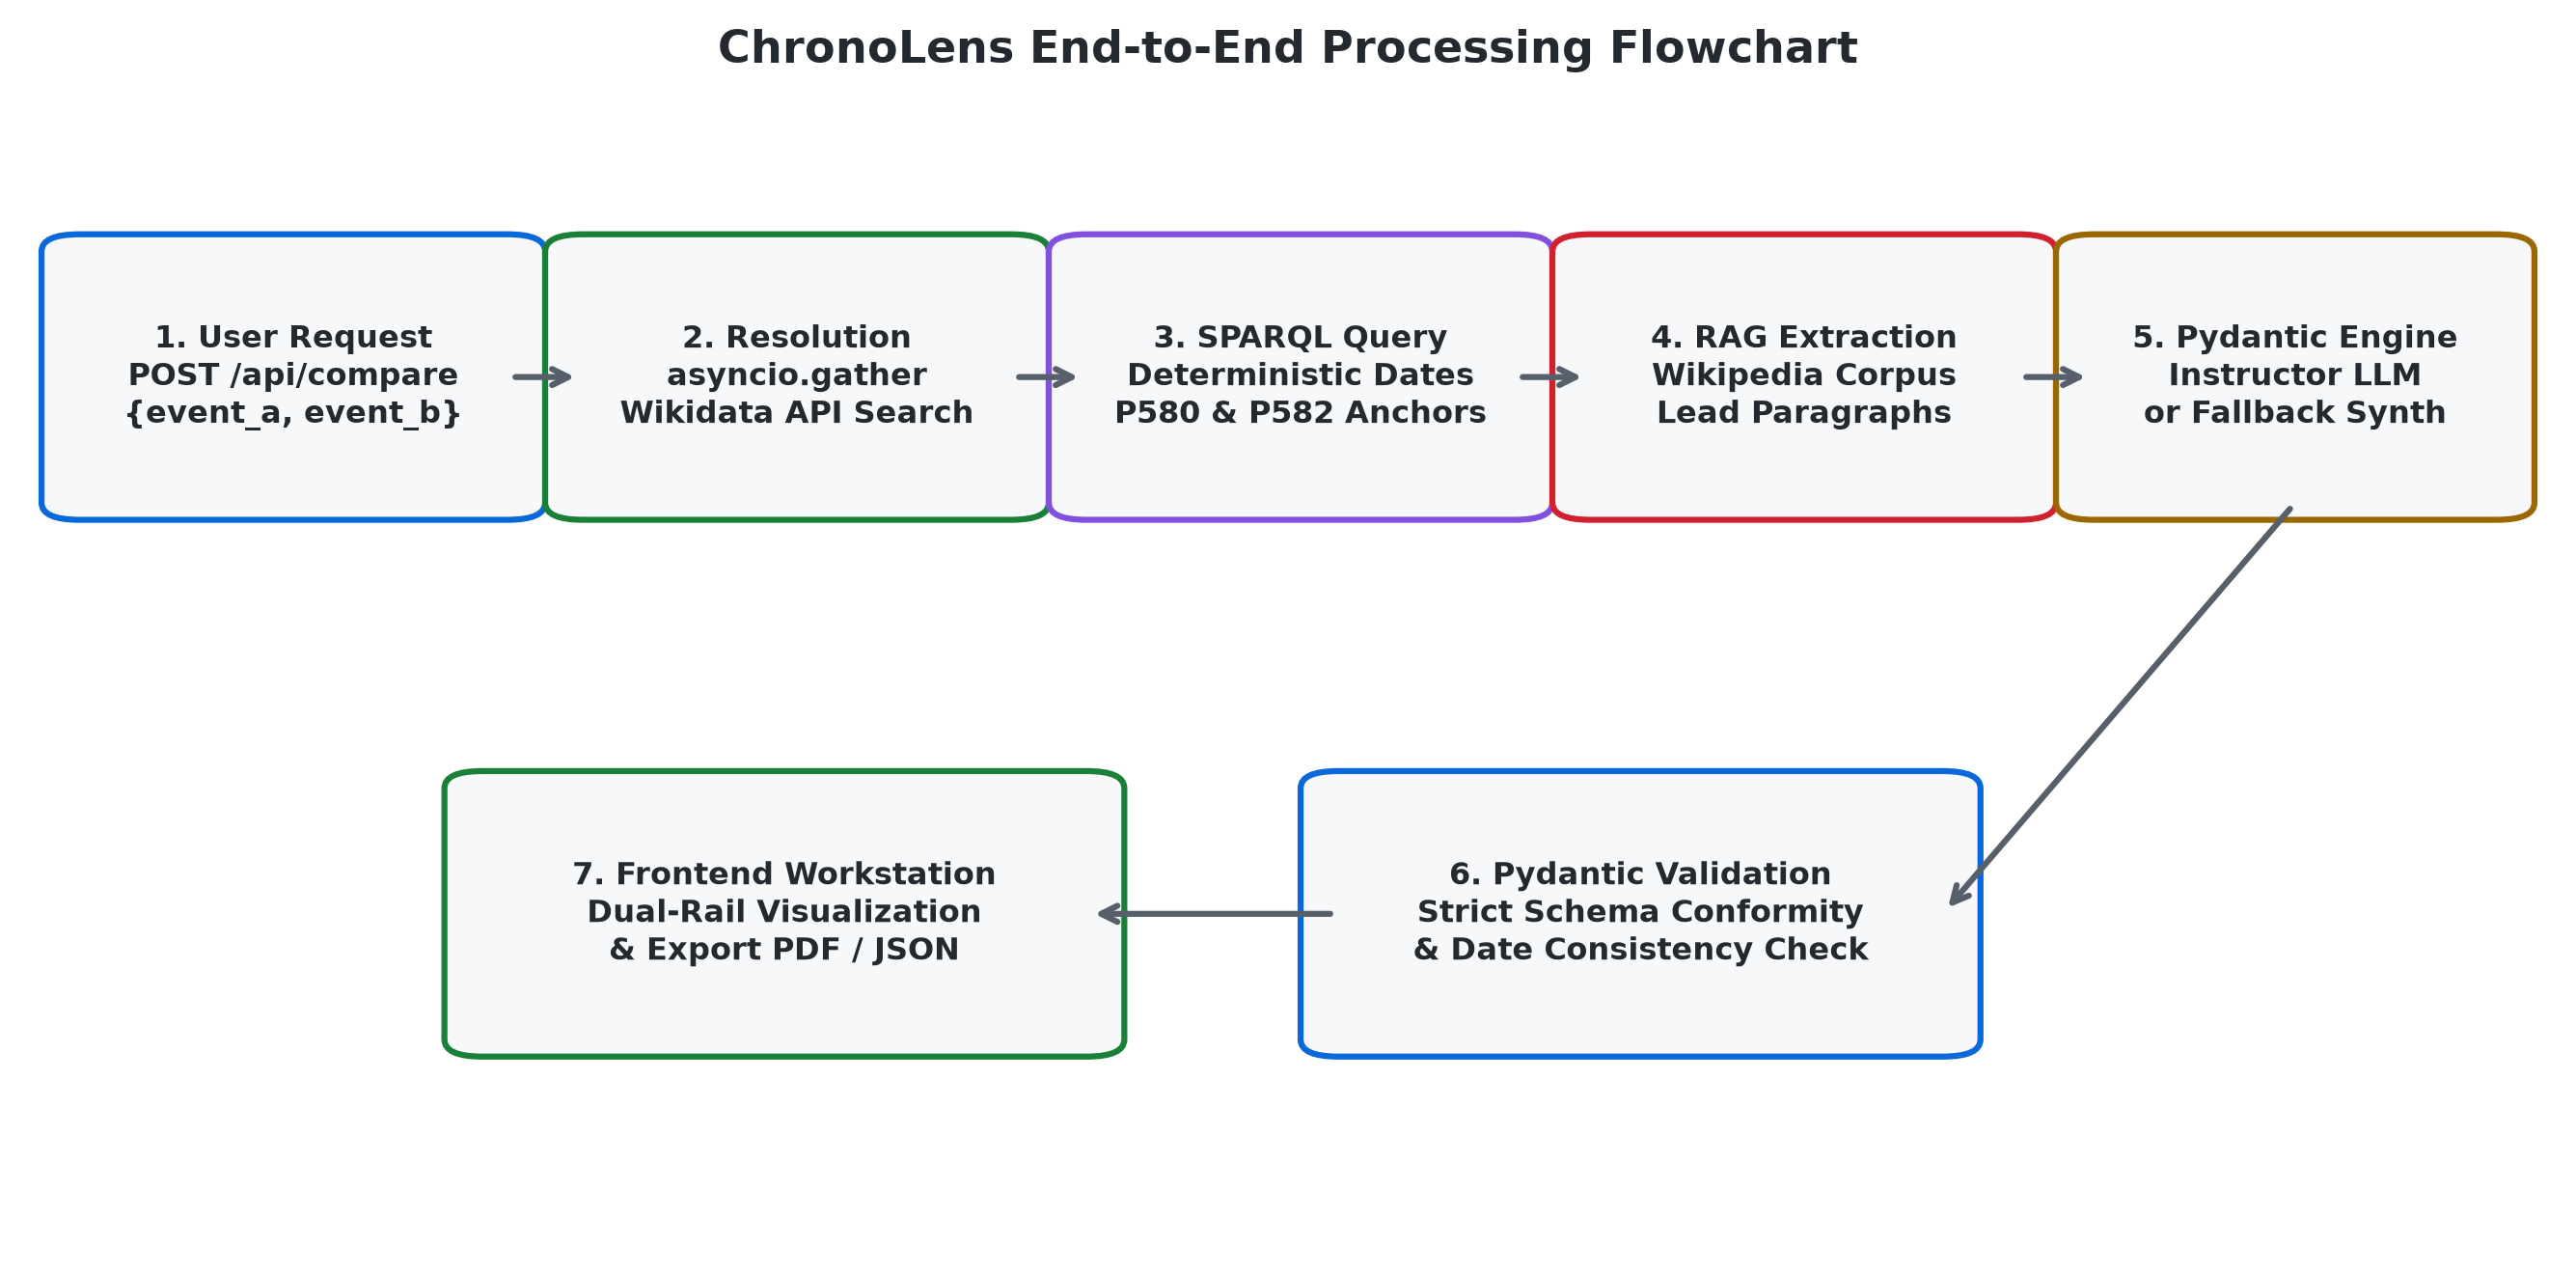 ChronoLens End-to-End Processing Flowchart
1. User Request
POST /api/compare
{event_a, event_b}
2. Resolution
asyncio.gather
Wikidata API Search
3. SPARQL Query
Deterministic Dates
P580 & P582 Anchors
4. RAG Extraction
Wikipedia Corpus
Lead Paragraphs
5. Pydantic Engine
Instructor LLM
or Fallback Synth
6. Pydantic Validation
Strict Schema Conformity
& Date Consistency Check
7. Frontend Workstation
Dual-Rail Visualization
& Export PDF / JSON